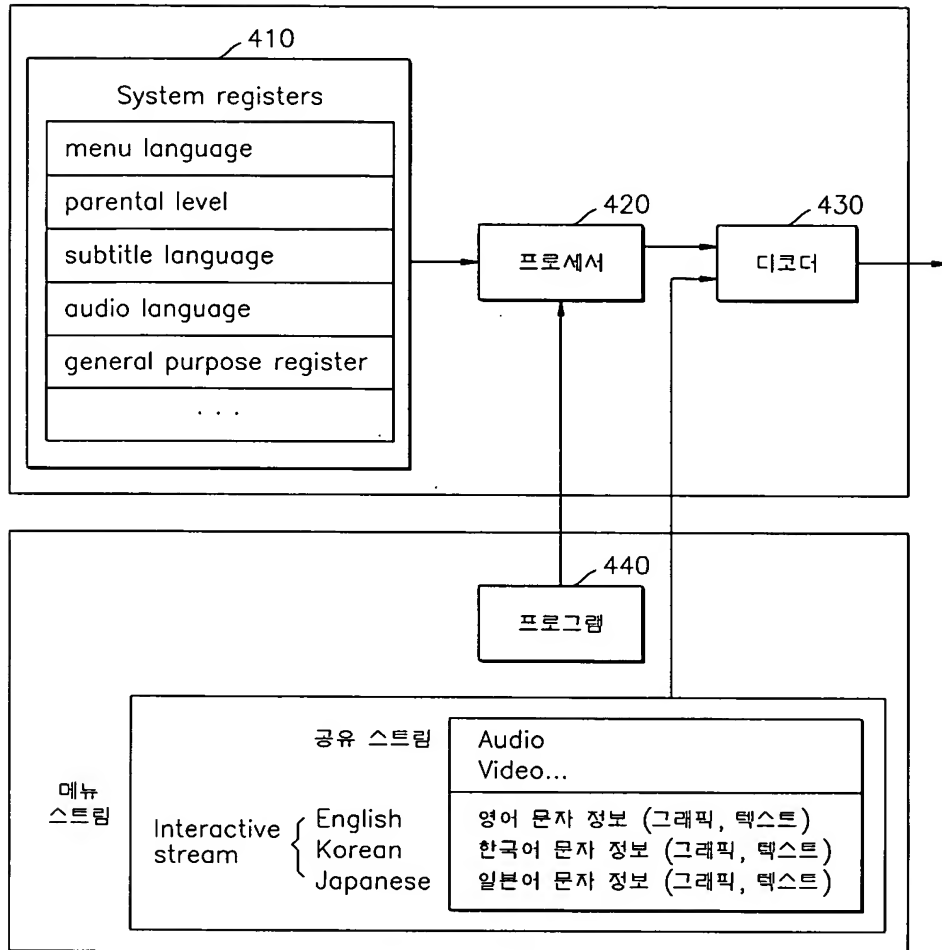 410
System registers
menu language
parental level
subtitle language
audio language
general purpose register
...
420
프로세서
430
디코더
440
프로그램
메뉴
스트림
공유 스트림
Audio
Video...
Interactive
stream
English
Korean
Japanese
영어 문자 정보 (그래픽, 텍스트)
한국어 문자 정보 (그래픽, 텍스트)
일본어 문자 정보 (그래픽, 텍스트)